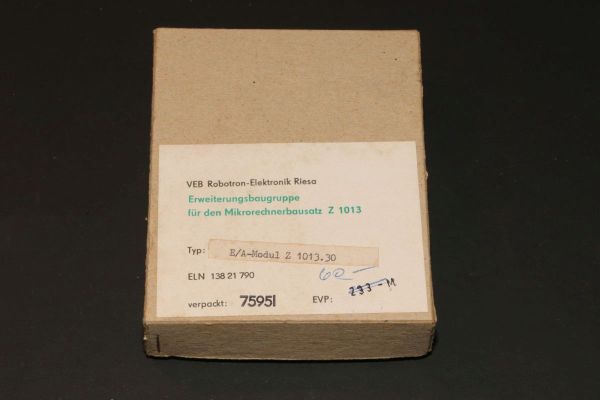 VEB Robotron-Elektronik Riesa
Erweiterungsbaugruppe
für den Mikrorechnerbausatz Z 1013
Typ: E/A-Modul Z 1013.30
ELN 138 21 790
60,-
verpackt: 75951 EVP: 233,- M